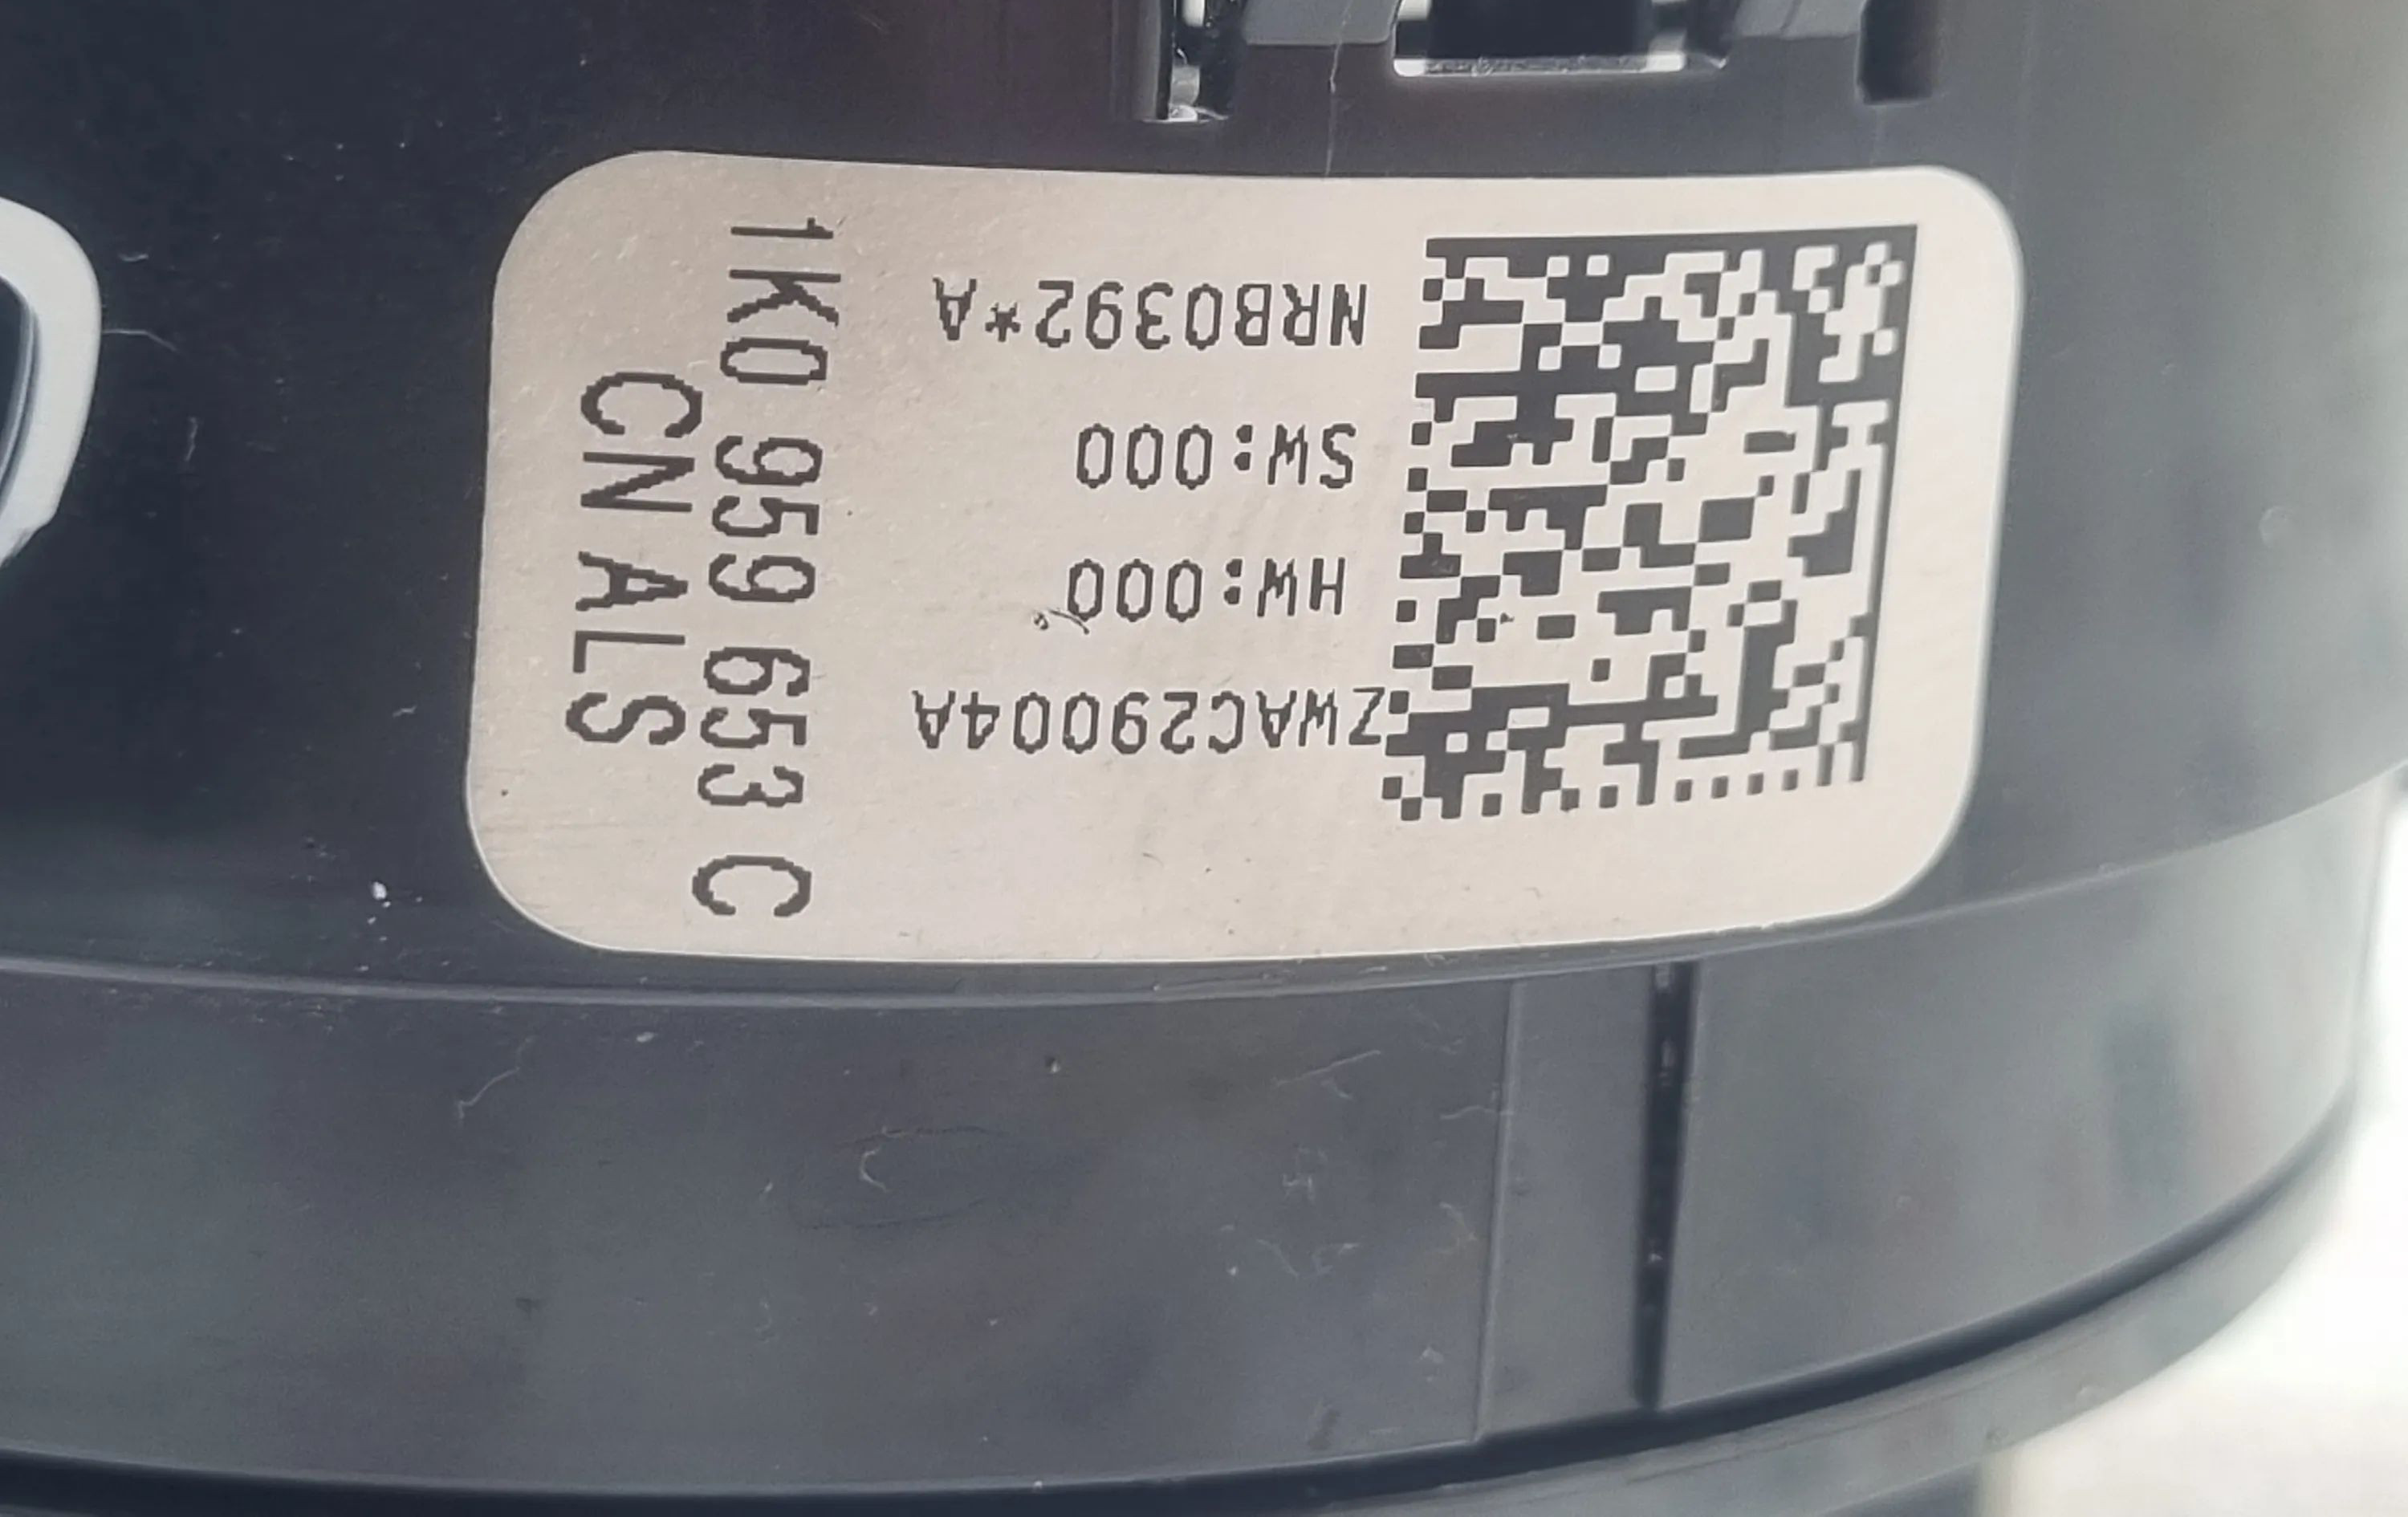 1K0 959 653 C
CN ALS
ZWAC29004A
HW:000
SW:000
NRB0392*A